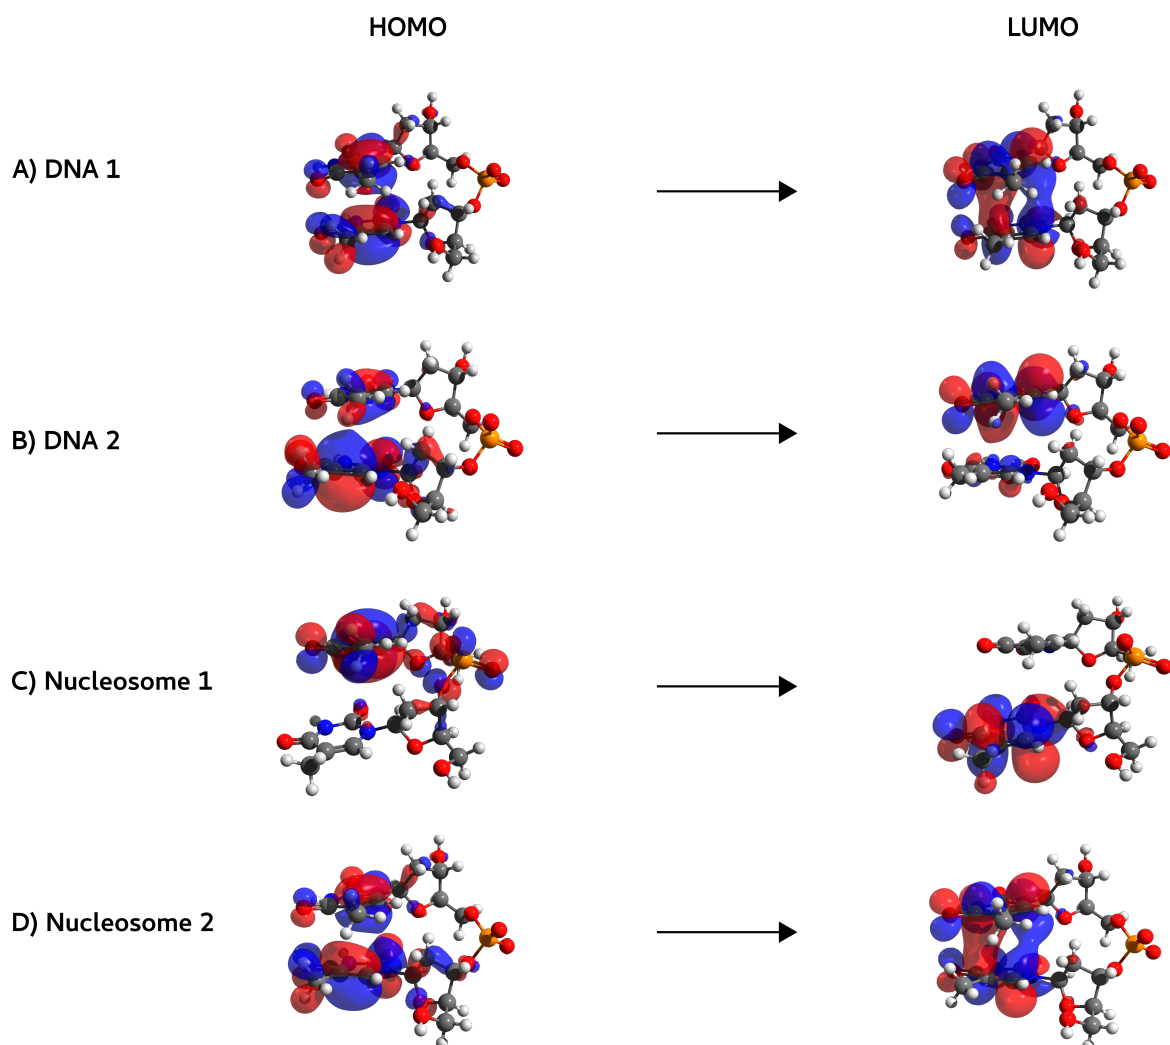 HOMO LUMO
A) DNA 1
B) DNA 2
C) Nucleosome 1
D) Nucleosome 2